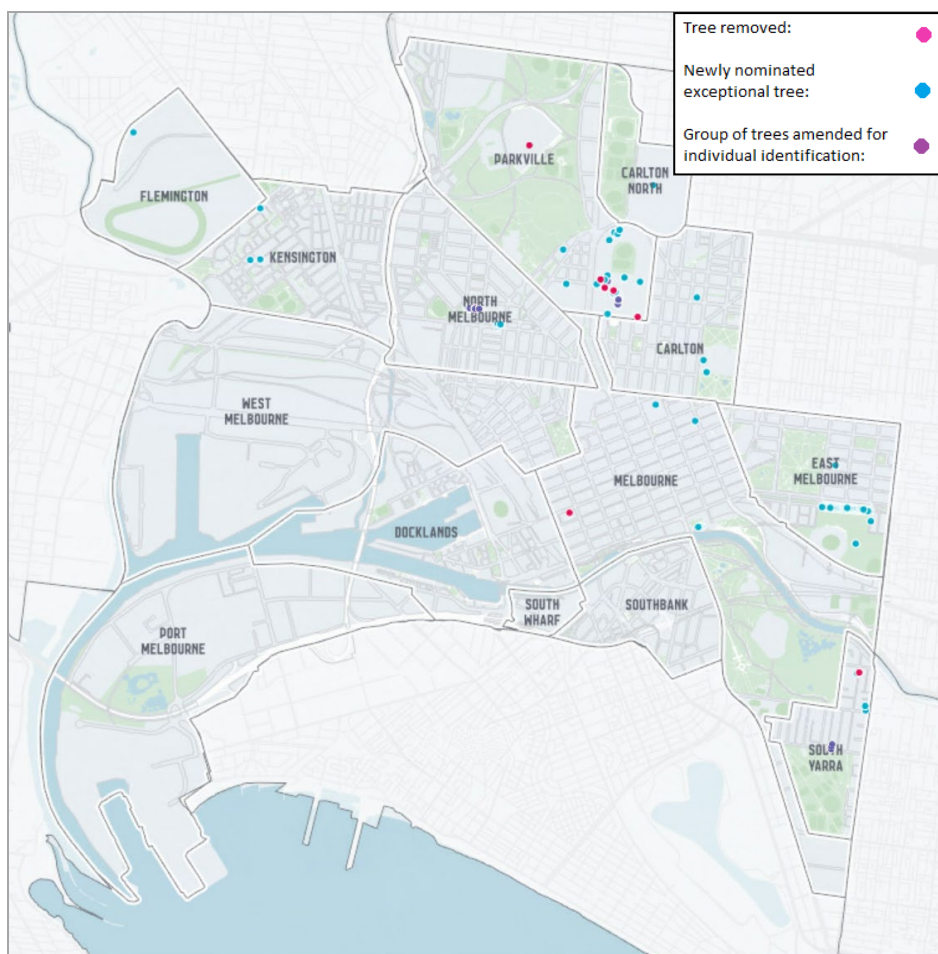 Tree removed:
Newly nominated
exceptional tree:
Group of trees amended for
individual identification:
PARKVILLE
CARLTON
NORTH
FLEMINGTON
KENSINGTON
NORTH
MELBOURNE
CARLTON
WEST
MELBOURNE
EAST
MELBOURNE
MELBOURNE
DOCKLANDS
SOUTH
WHARF
SOUTHBANK
PORT
MELBOURNE
SOUTH
YARRA